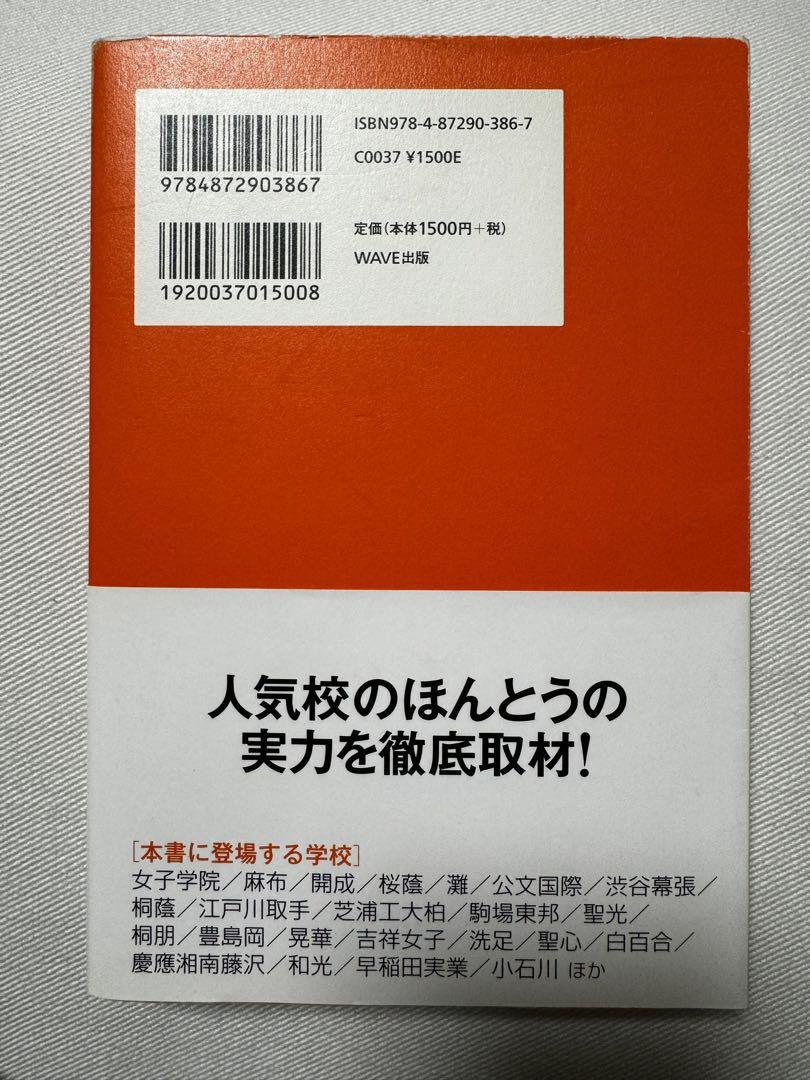 ISBN978-4-87290-386-7
C0037 ¥1500E
9784872903867
定価(本体1500円+税)
WAVE出版
1920037015008
人気校のほんとうの
実力を徹底取材!
[本書に登場する学校]
女子学院/麻布/開成/桜蔭/灘/公文国際/渋谷幕張/
桐蔭/江戸川取手/芝浦工大柏/駒場東邦/聖光/
桐朋/豊島岡/晃華/吉祥女子/洗足/聖心/白百合/
慶應湘南藤沢/和光/早稲田実業/小石川 ほか